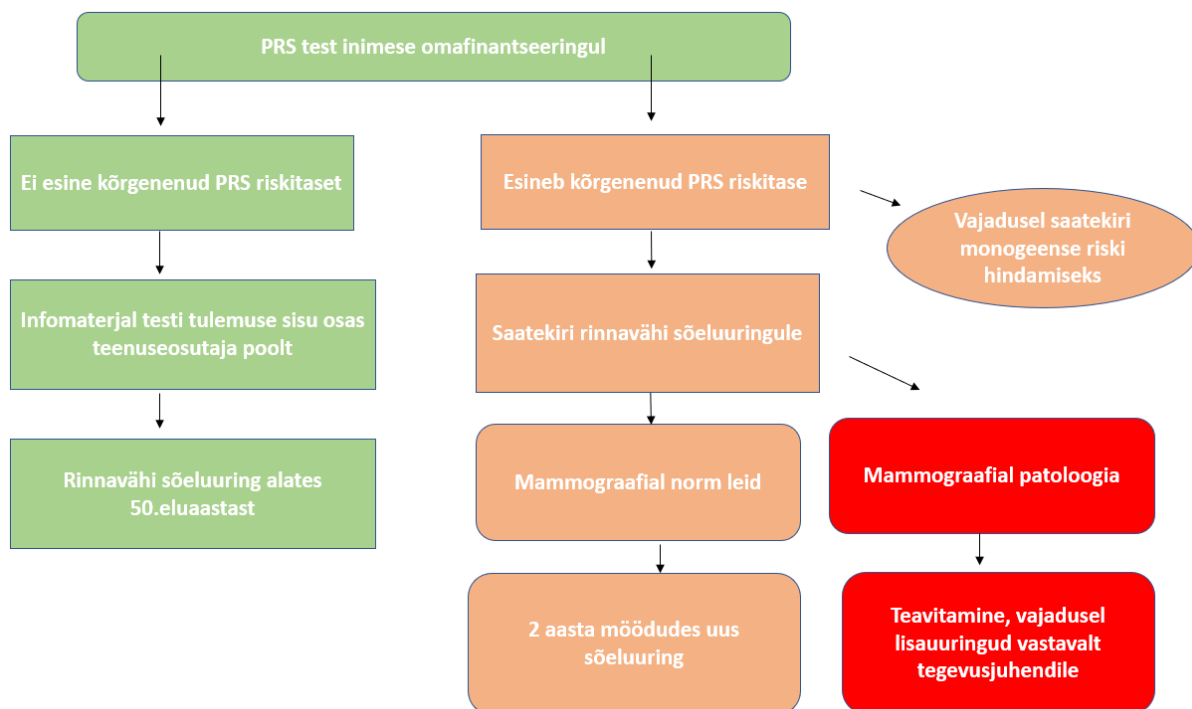 PRS test inimese omafinantseeringul
Ei esine kõrgenenud PRS riskitaset
Esineb kõrgenenud PRS riskitase
Vajadusel saatekiri
monogeense riski
hindamiseks
Infomaterjal testi tulemuse sisu osas
teenuseosutaja poolt
Saatekiri rinnavähi sõeluuringule
Rinnavähi sõeluuring alates
50.eluaastast
Mammograafial norm leid
Mammograafial patoloogia
2 aasta möödudes uus
sõeluuring
Teavitamine, vajadusel
lisauuringud vastavalt
tegevusjuhendile